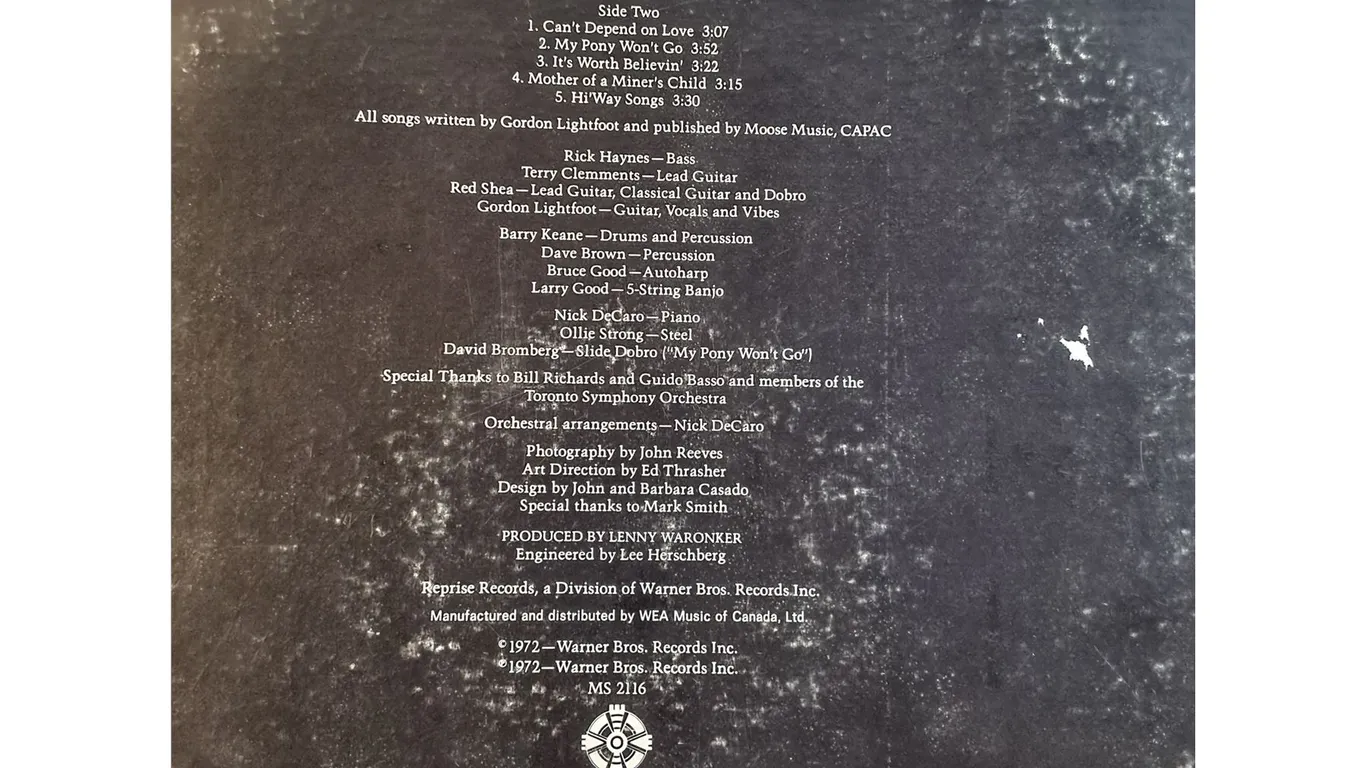 Side Two
1. Can't Depend on Love 3:07
2. My Pony Won't Go 3:52
3. It's Worth Believin' 3:22
4. Mother of a Miner's Child 3:15
5. Hi'Way Songs 3:30
All songs written by Gordon Lightfoot and published by Moose Music, CAPAC
Rick Haynes—Bass
Terry Clemments—Lead Guitar
Red Shea—Lead Guitar, Classical Guitar and Dobro
Gordon Lightfoot—Guitar, Vocals and Vibes
Barry Keane—Drums and Percussion
Dave Brown—Percussion
Bruce Good—Autoharp
Larry Good—5-String Banjo
Nick DeCaro—Piano
Ollie Strong—Steel
David Bromberg—Slide Dobro ("My Pony Won't Go")
Special Thanks to Bill Richards and Guido Basso and members of the
Toronto Symphony Orchestra
Orchestral arrangements—Nick DeCaro
Photography by John Reeves
Art Direction by Ed Thrasher
Design by John and Barbara Casado
Special thanks to Mark Smith
PRODUCED BY LENNY WARONKER
Engineered by Lee Herschberg
Reprise Records, a Division of Warner Bros. Records Inc.
Manufactured and distributed by WEA Music of Canada, Ltd.
©1972—Warner Bros. Records Inc.
℗1972—Warner Bros. Records Inc.
MS 2116